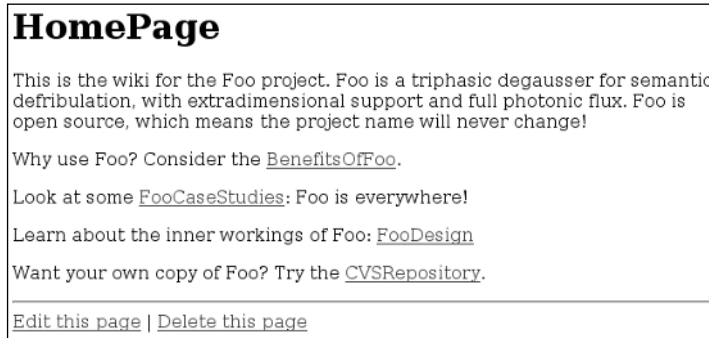 HomePage
This is the wiki for the Foo project. Foo is a triphasic degausser for semantic
defribulation, with extradimensional support and full photonic flux. Foo is
open source, which means the project name will never change!
Why use Foo? Consider the BenefitsOfFoo.
Look at some FooCaseStudies: Foo is everywhere!
Learn about the inner workings of Foo: FooDesign
Want your own copy of Foo? Try the CVSRepository.
Edit this page | Delete this page